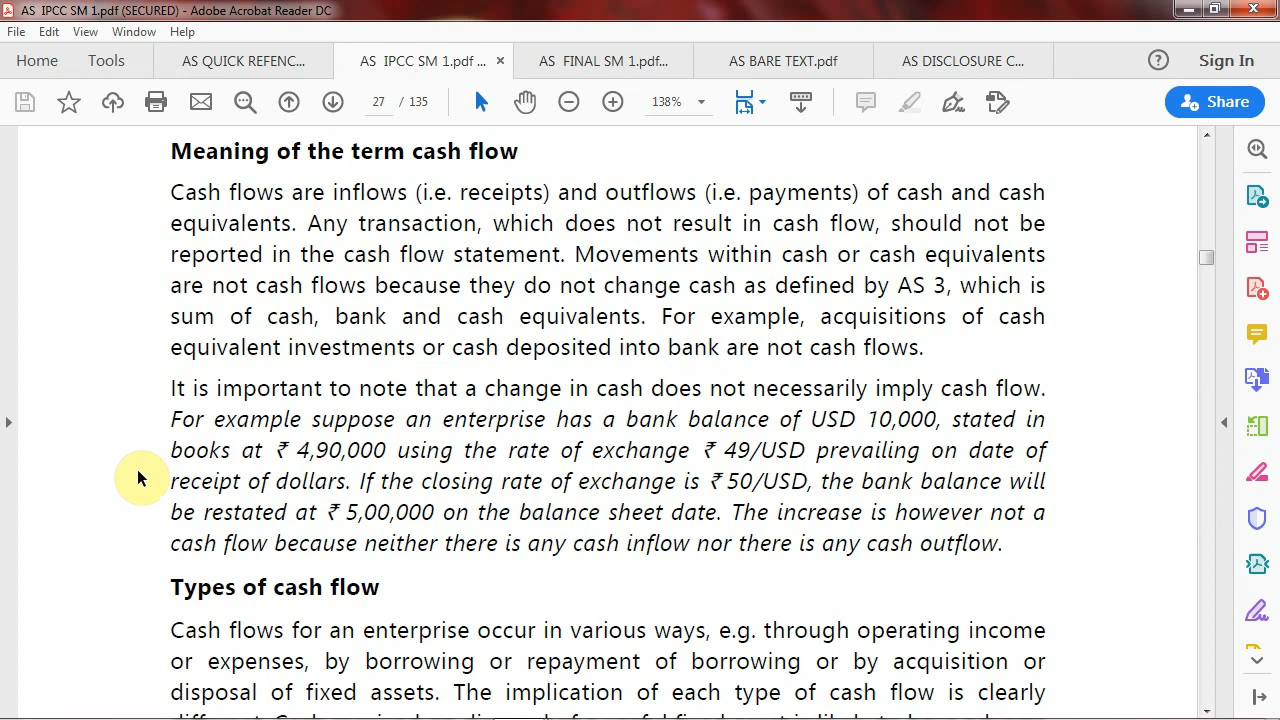 AS IPCC SM 1.pdf (SECURED) - Adobe Acrobat Reader DC
File Edit View Window Help
Home Tools AS QUICK REFENC... AS IPCC SM 1.pdf ... × AS FINAL SM 1.pdf... AS BARE TEXT.pdf AS DISCLOSURE C... Sign In
27 / 135 138% Share
Meaning of the term cash flow
Cash flows are inflows (i.e. receipts) and outflows (i.e. payments) of cash and cash
equivalents. Any transaction, which does not result in cash flow, should not be
reported in the cash flow statement. Movements within cash or cash equivalents
are not cash flows because they do not change cash as defined by AS 3, which is
sum of cash, bank and cash equivalents. For example, acquisitions of cash
equivalent investments or cash deposited into bank are not cash flows.
It is important to note that a change in cash does not necessarily imply cash flow.
For example suppose an enterprise has a bank balance of USD 10,000, stated in
books at ₹ 4,90,000 using the rate of exchange ₹ 49/USD prevailing on date of
receipt of dollars. If the closing rate of exchange is ₹ 50/USD, the bank balance will
be restated at ₹ 5,00,000 on the balance sheet date. The increase is however not a
cash flow because neither there is any cash inflow nor there is any cash outflow.
Types of cash flow
Cash flows for an enterprise occur in various ways, e.g. through operating income
or expenses, by borrowing or repayment of borrowing or by acquisition or
disposal of fixed assets. The implication of each type of cash flow is clearly